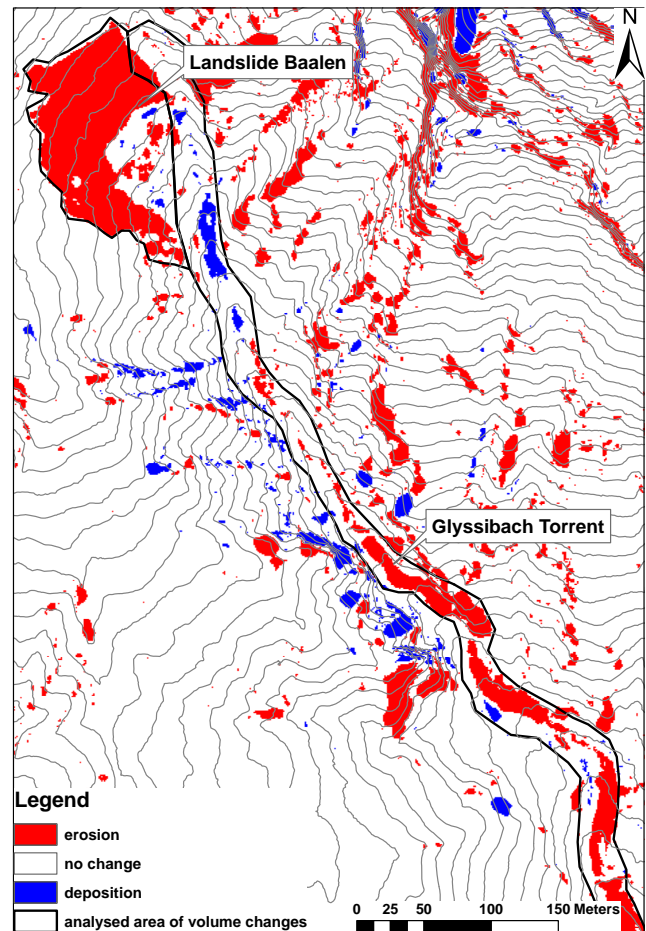 N
Landslide Baalen
Glyssibach Torrent
Legend
erosion
no change
deposition
analysed area of volume changes
0 25 50 100 150 Meters